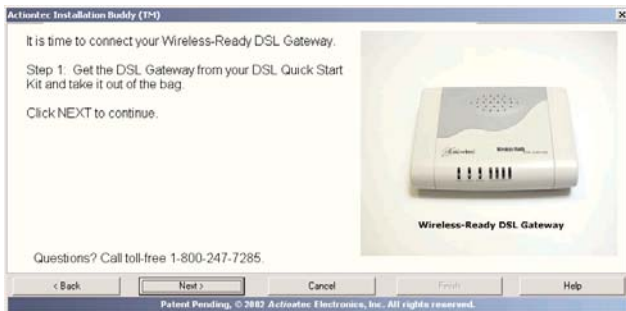 Actiontec Installation Buddy (TM)
It is time to connect your Wireless-Ready DSL Gateway.
Step 1: Get the DSL Gateway from your DSL Quick Start
Kit and take it out of the bag.
Click NEXT to continue.
Actiontec
Wireless-Ready DSL Gateway
Questions? Call toll-free 1-800-247-7285.
< Back
Next >
Cancel
Finish
Help
Patent Pending, © 2002 Actiontec Electronics, Inc. All rights reserved.